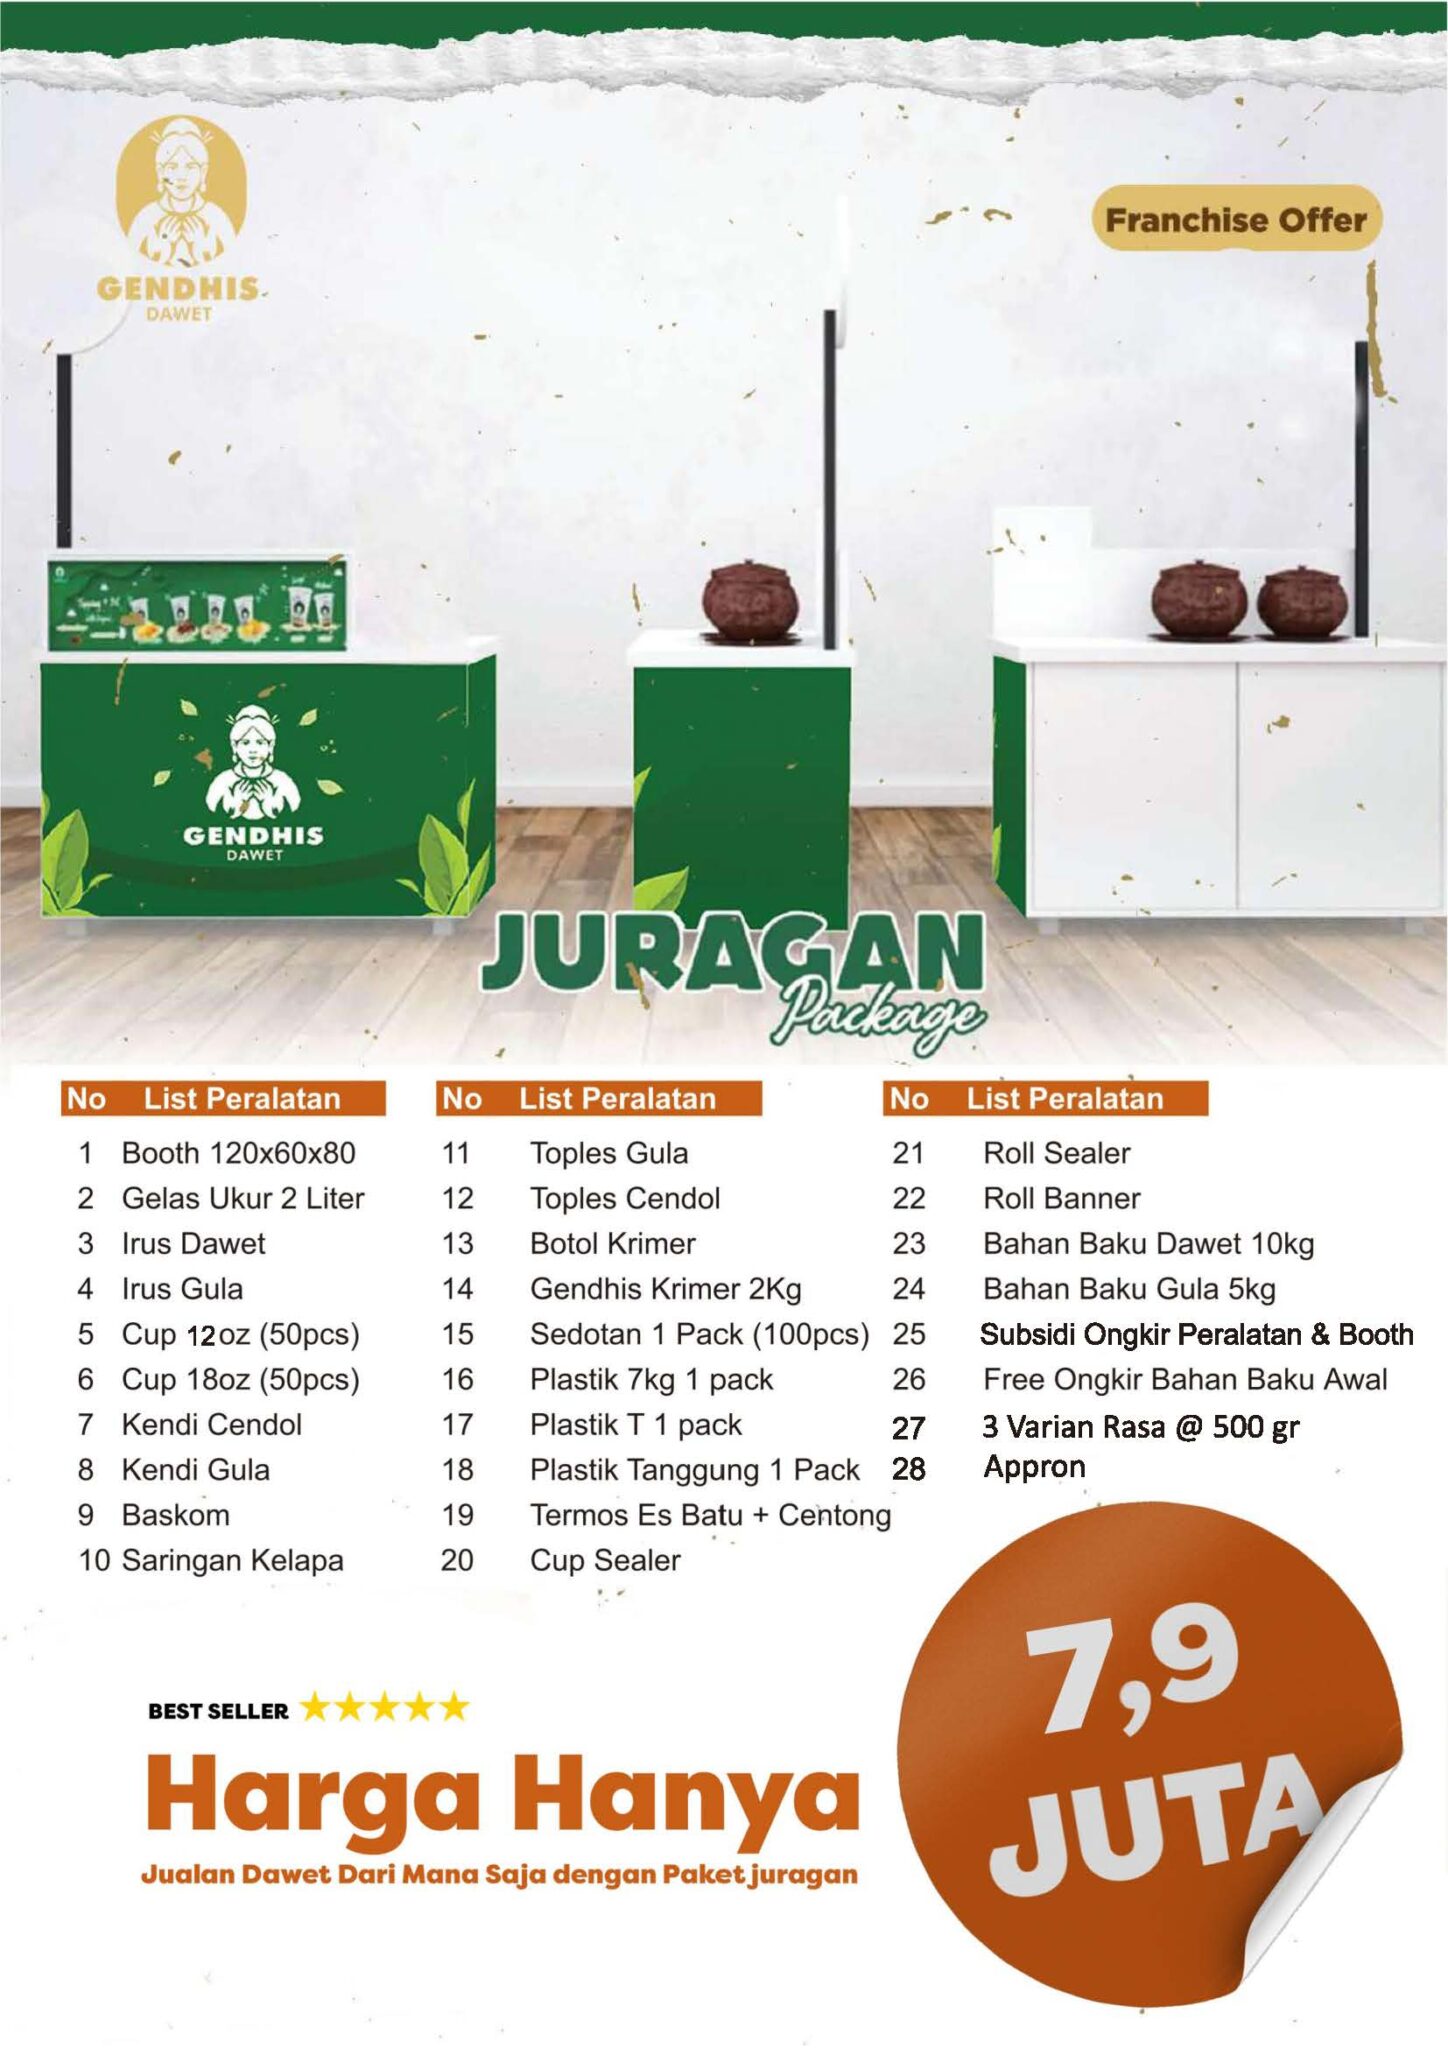 GENDHIS
DAWET
Franchise Offer
GENDHIS
DAWET
JURAGAN
Package
No List Peralatan
1 Booth 120x60x80
2 Gelas Ukur 2 Liter
3 Irus Dawet
4 Irus Gula
5 Cup 12oz (50pcs)
6 Cup 18oz (50pcs)
7 Kendi Cendol
8 Kendi Gula
9 Baskom
10 Saringan Kelapa
No List Peralatan
11 Toples Gula
12 Toples Cendol
13 Botol Krimer
14 Gendhis Krimer 2Kg
15 Sedotan 1 Pack (100pcs)
16 Plastik 7kg 1 pack
17 Plastik T 1 pack
18 Plastik Tanggung 1 Pack
19 Termos Es Batu + Centong
20 Cup Sealer
No List Peralatan
21 Roll Sealer
22 Roll Banner
23 Bahan Baku Dawet 10kg
24 Bahan Baku Gula 5kg
25 Subsidi Ongkir Peralatan & Booth
26 Free Ongkir Bahan Baku Awal
27 3 Varian Rasa @ 500 gr
28 Appron
BEST SELLER
Harga Hanya
Jualan Dawet Dari Mana Saja dengan Paket juragan
7,9
JUTA